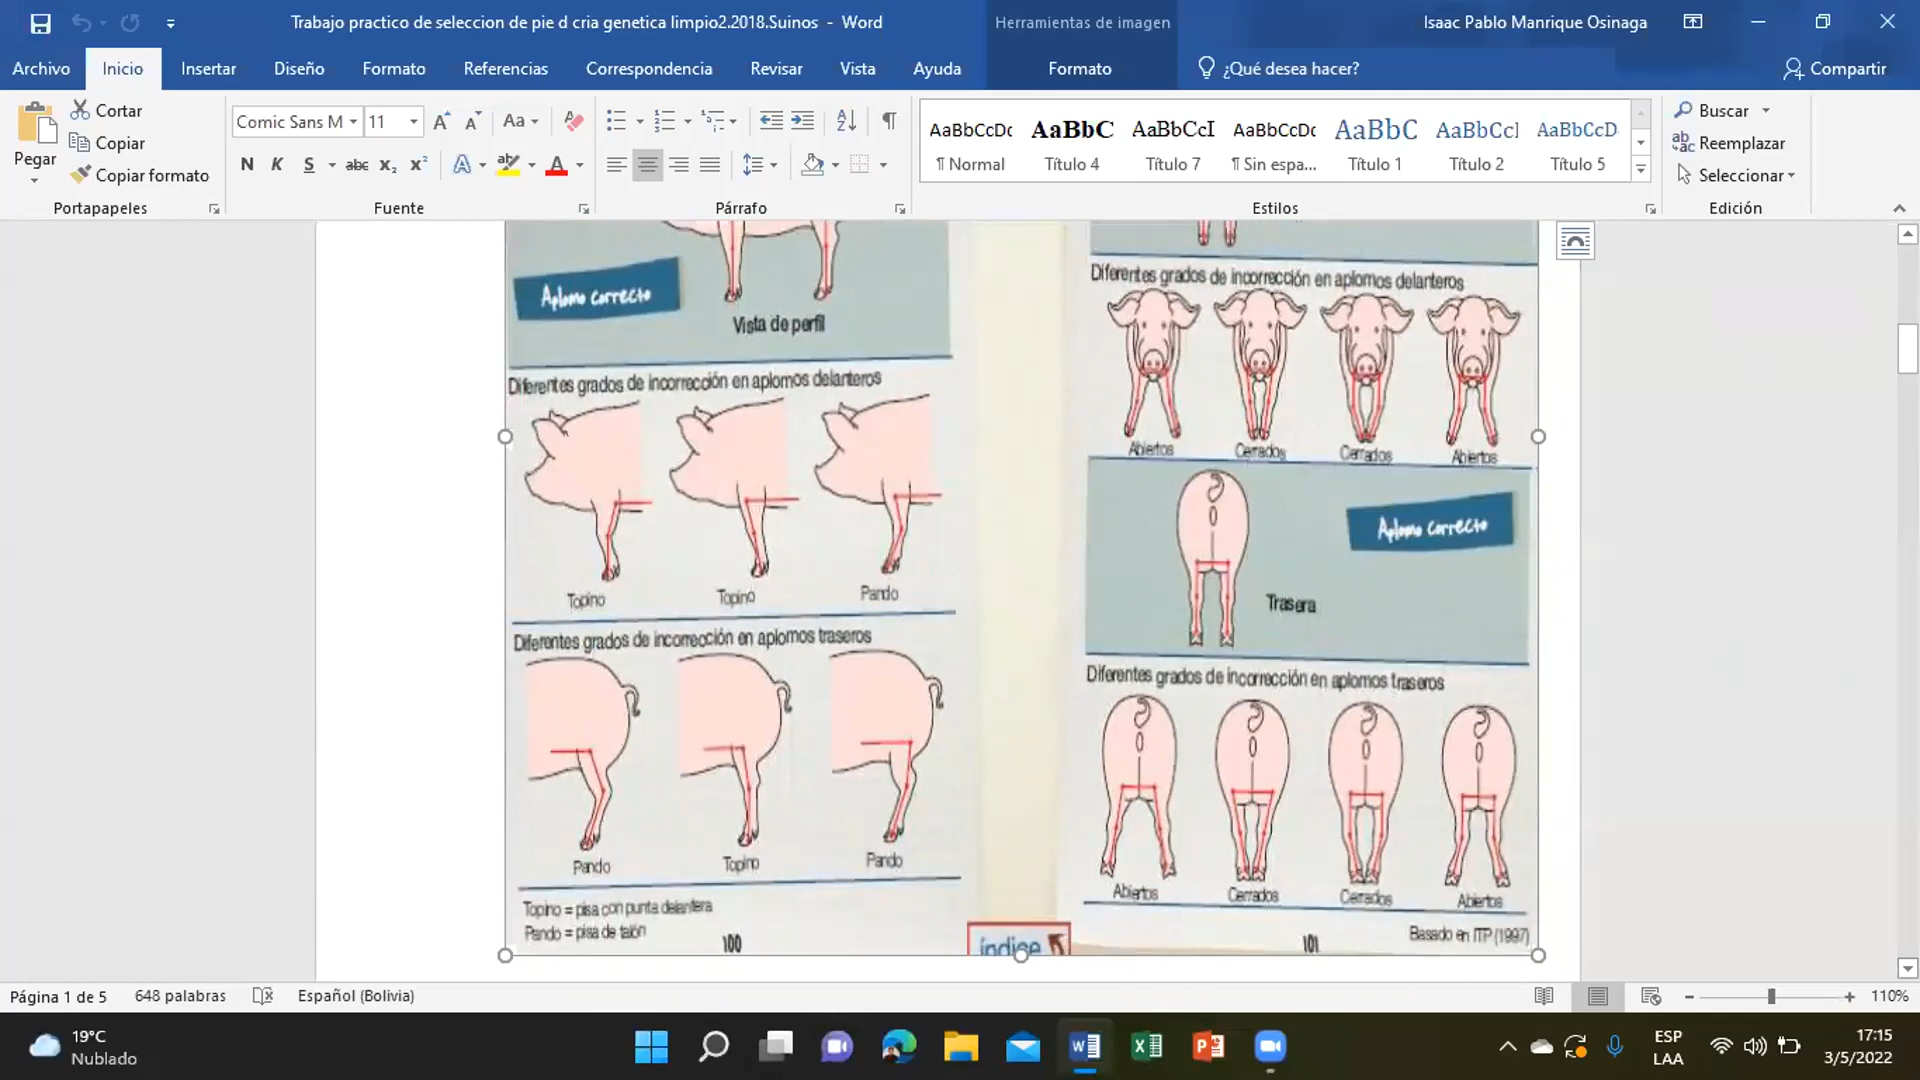 Trabajo practico de seleccion de pie d cria genetica limpio2.2018.Suinos - Word
Herramientas de imagen
Isaac Pablo Manrique Osinaga
Archivo
Inicio
Insertar
Diseño
Formato
Referencias
Correspondencia
Revisar
Vista
Ayuda
Formato
¿Qué desea hacer?
Compartir
Pegar
Cortar
Copiar
Copiar formato
Portapapeles
Comic Sans M
11
Aa
N K S abc x₂ x²
Fuente
Párrafo
AaBbCcDc
¶ Normal
AaBbC
Título 4
AaBbCcI
Título 7
AaBbCcDc
¶ Sin espa...
AaBbC
Título 1
AaBbCcI
Título 2
AaBbCcD
Título 5
Estilos
Buscar
Reemplazar
Seleccionar
Edición
Aplomo correcto
Vista de perfil
Diferentes grados de incorrección en aplomos delanteros
Topino
Topino
Pando
Diferentes grados de incorrección en aplomos traseros
Pando
Topino
Pando
Topino = pisa con punta delantera
Pando = pisa de talón
100
índice
Diferentes grados de incorrección en aplomos delanteros
Abiertos
Cerrados
Cerrados
Abiertos
Aplomo correcto
Trasera
Diferentes grados de incorrección en aplomos traseros
Abiertos
Cerrados
Cerrados
Abiertos
101
Basado en ITP (1997)
Página 1 de 5
648 palabras
Español (Bolivia)
110%
19°C
Nublado
ESP
LAA
17:15
3/5/2022